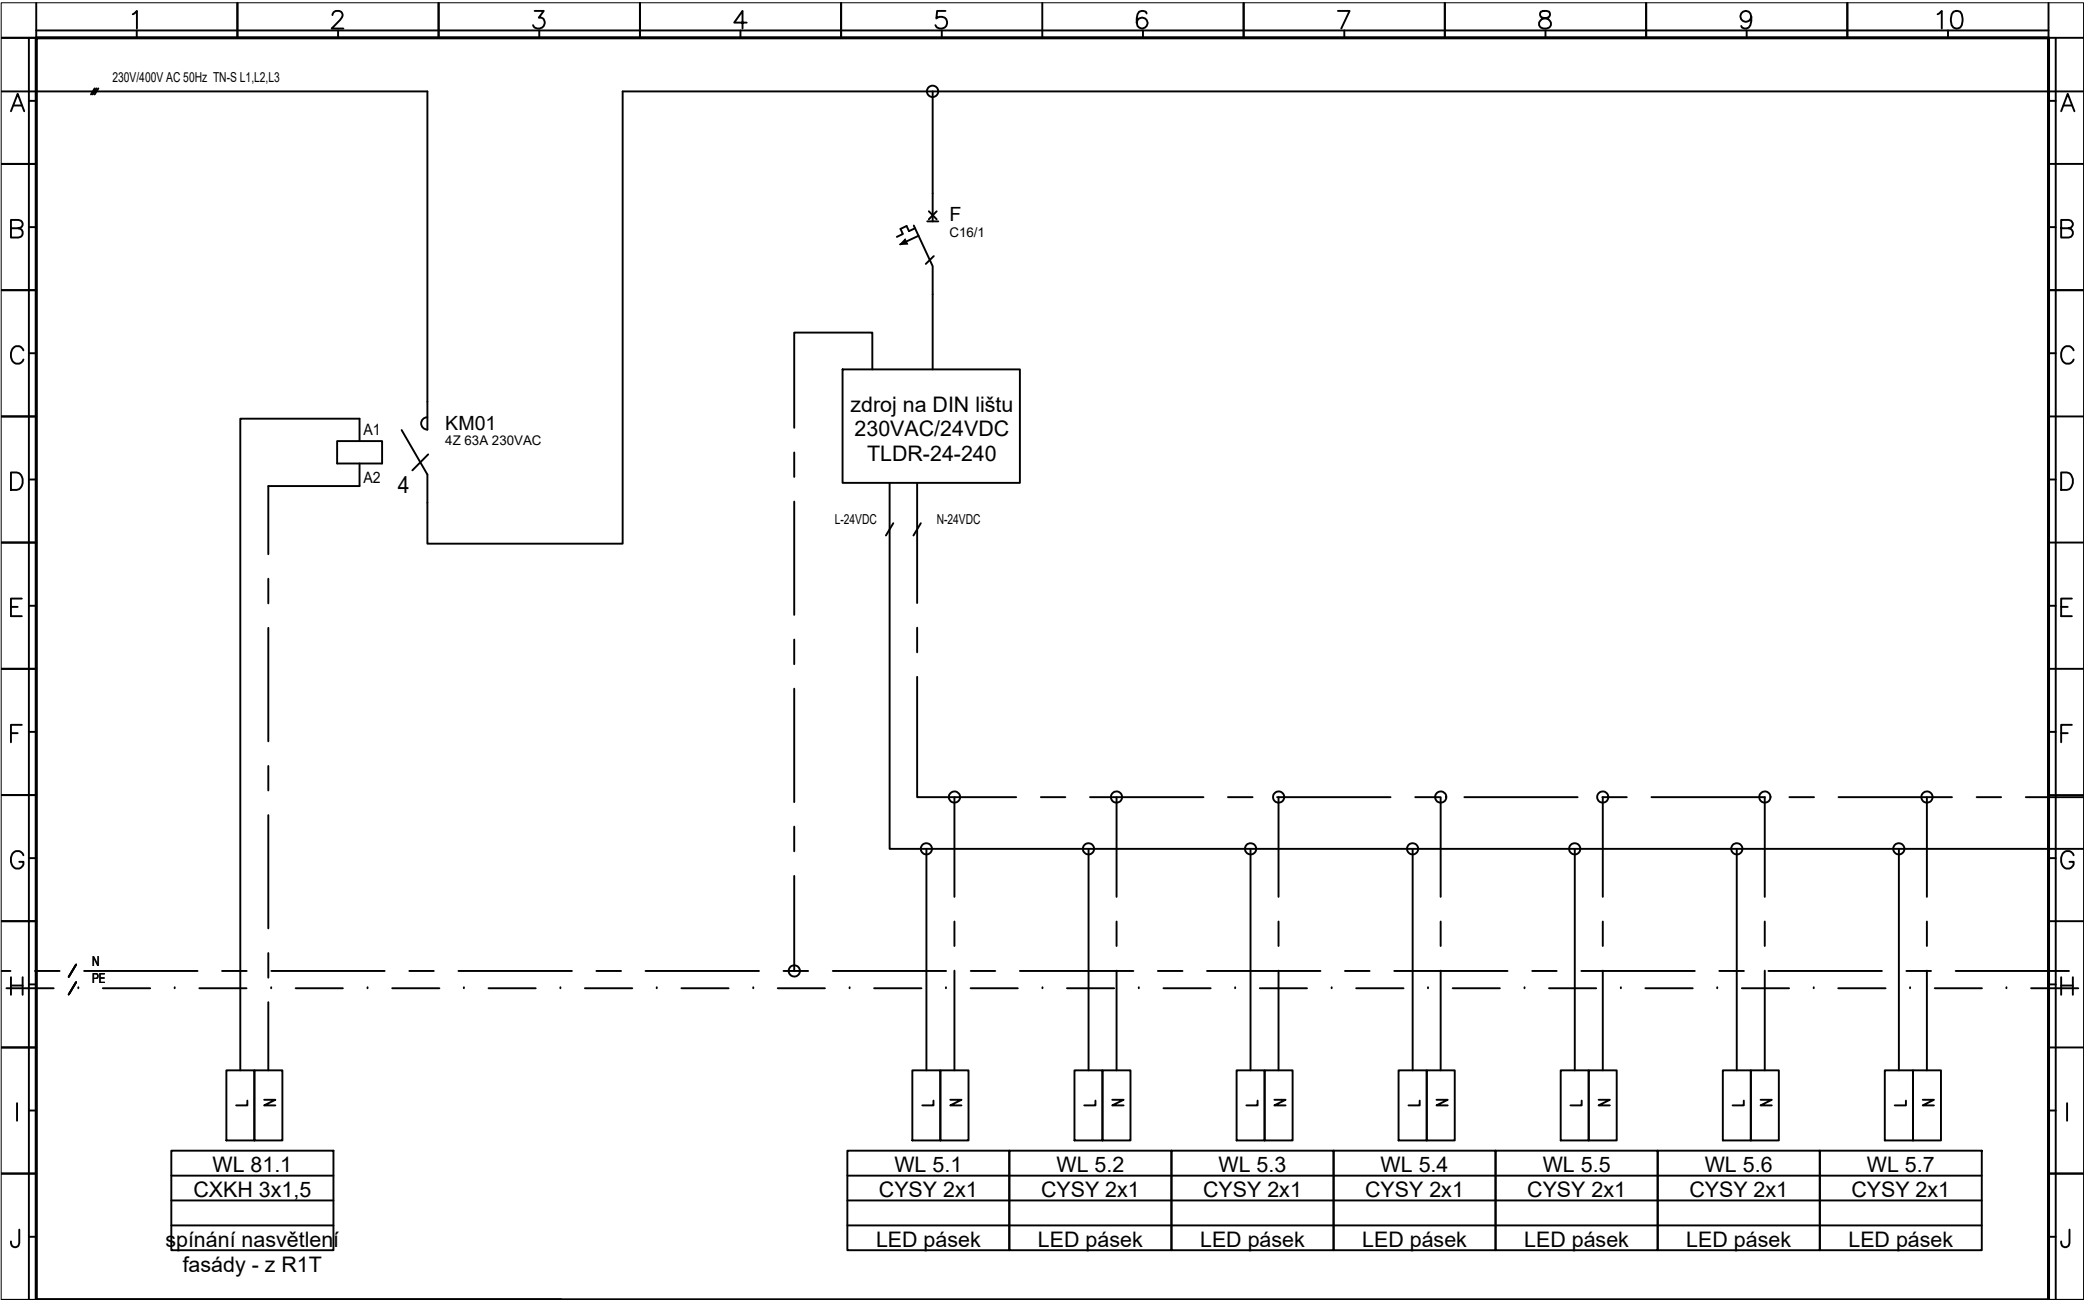 1 2 3 4 5 6 7 8 9 10
230V/400V AC 50Hz TN-S L1,L2,L3
A A
B B
F
C16/1
C C
zdroj na DIN lištu
230VAC/24VDC
TLDR-24-240
KM01
4Z 63A 230VAC
A1
A2
4
D D
L-24VDC N-24VDC
E E
F F
G G
N
PE
H H
L N L N L N L N L N L N L N L N
I I
WL 81.1 WL 5.1 WL 5.2 WL 5.3 WL 5.4 WL 5.5 WL 5.6 WL 5.7
CXKH 3x1,5 CYSY 2x1 CYSY 2x1 CYSY 2x1 CYSY 2x1 CYSY 2x1 CYSY 2x1 CYSY 2x1
J J
spínání nasvětlení LED pásek LED pásek LED pásek LED pásek LED pásek LED pásek LED pásek
fasády - z R1T